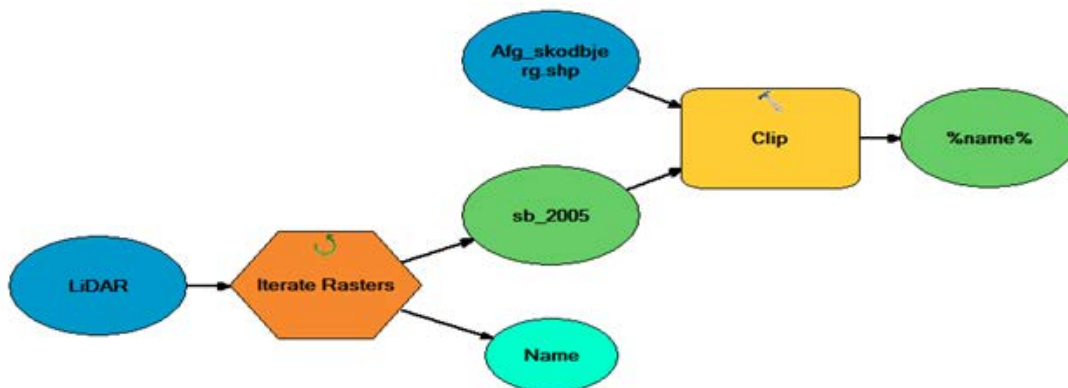 Afg_skodbje
rg.shp
Clip
%name%
sb_2005
LiDAR
Iterate Rasters
Name